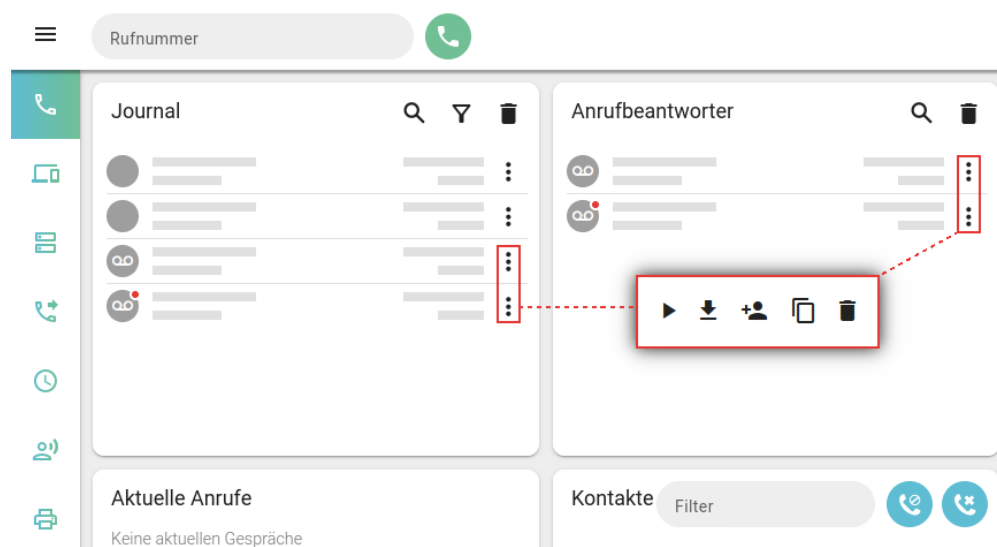 Rufnummer
Journal
Anrufbeantworter
Aktuelle Anrufe
Keine aktuellen Gespräche
Kontakte
Filter